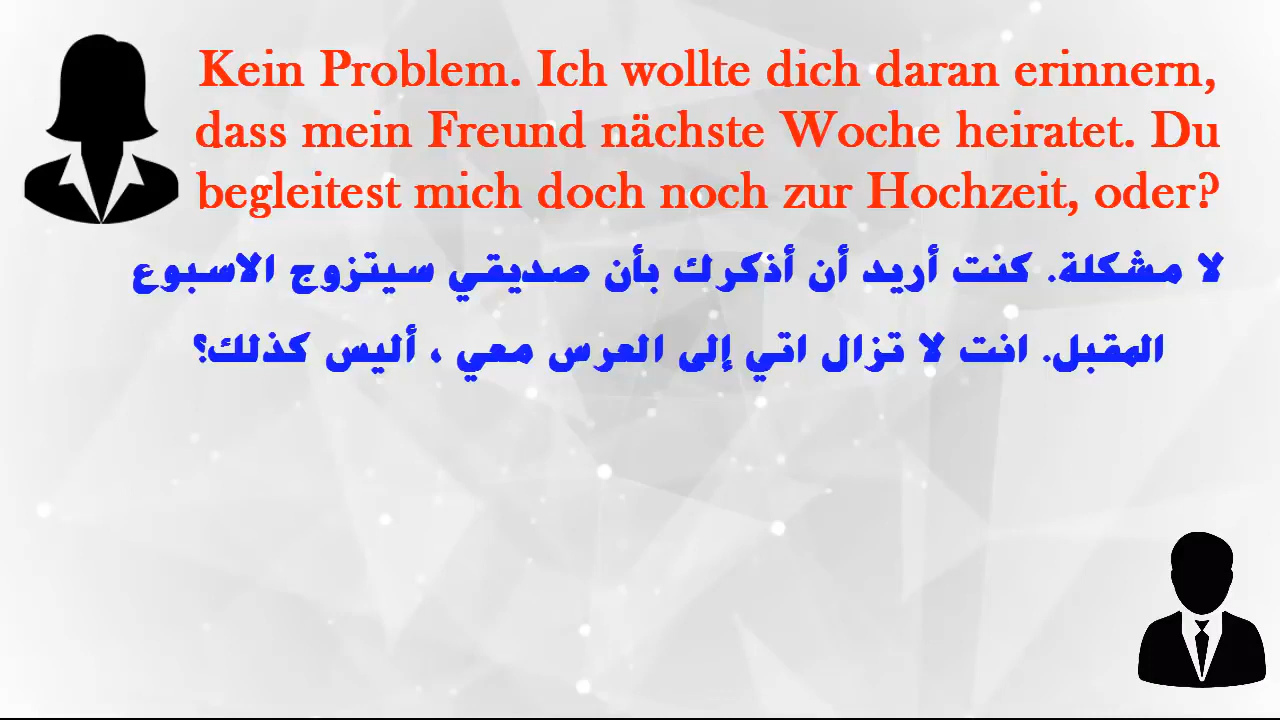 Kein Problem. Ich wollte dich daran erinnern,
dass mein Freund nächste Woche heiratet. Du
begleitest mich doch noch zur Hochzeit, oder?
لا مشكلة. كنت أريد أن أذكرك بأن صديقي سيتزوج الاسبوع
المقبل. انت لا تزال اتي إلى العرس معي ، أليس كذلك؟